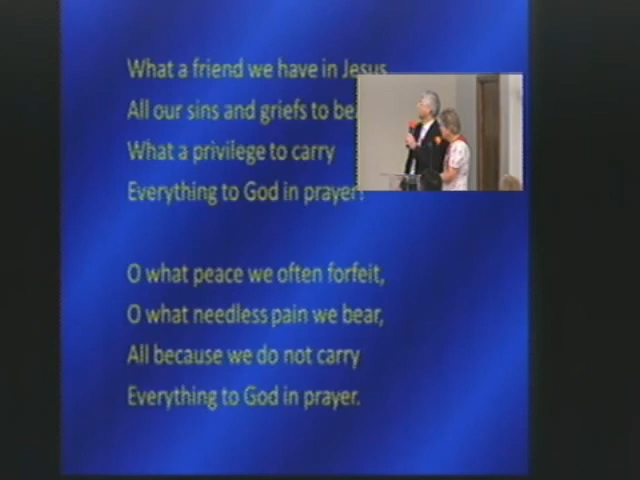 What a friend we have in Jesus
All our sins and griefs to
What a privilege to carry
Everything to God in prayer!
O what peace we often forfeit,
O what needless pain we bear,
All because we do not carry
Everything to God in prayer.